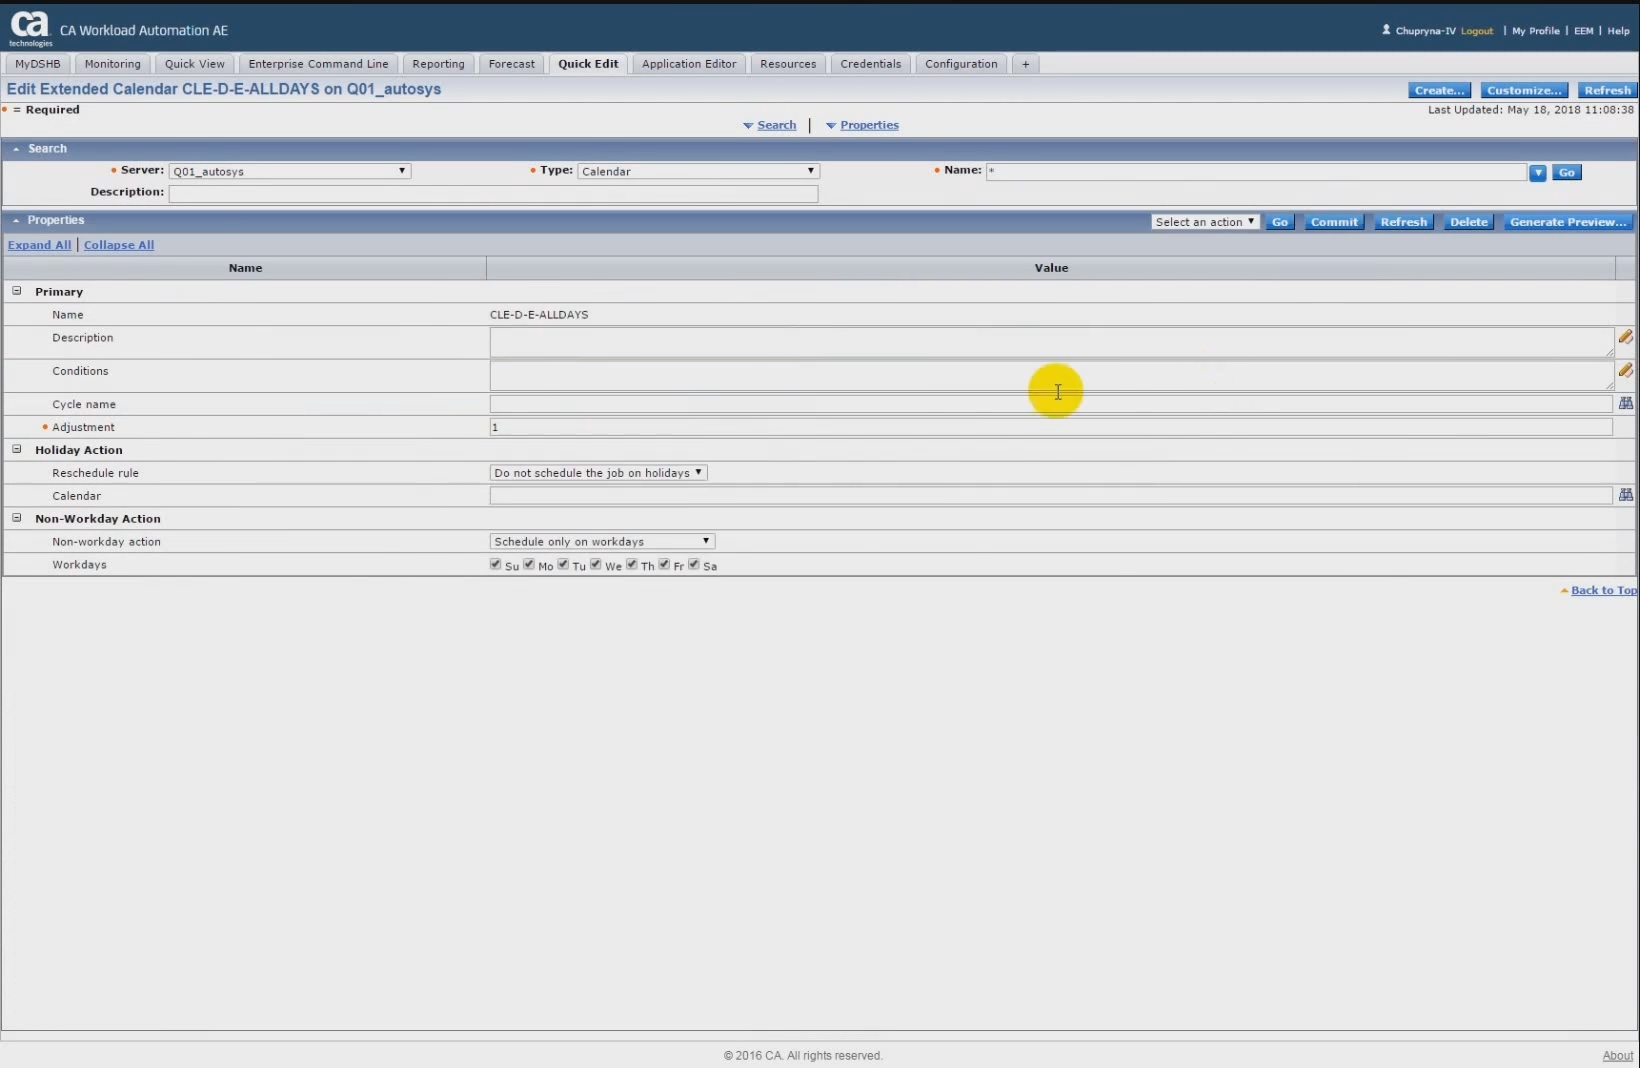 ca
technologies
CA Workload Automation AE
Chupryna-IV Logout | My Profile | EEM | Help
MyDSHB Monitoring Quick View Enterprise Command Line Reporting Forecast Quick Edit Application Editor Resources Credentials Configuration +
Edit Extended Calendar CLE-D-E-ALLDAYS on Q01_autosys
Create... Customize... Refresh
= Required
Last Updated: May 18, 2018 11:08:38
Search | Properties
Search
Server: Q01_autosys Type: Calendar Name: * Go
Description:
Properties
Select an action Go Commit Refresh Delete Generate Preview...
Expand All | Collapse All
Name Value
Primary
Name CLE-D-E-ALLDAYS
Description
Conditions
Cycle name
Adjustment 1
Holiday Action
Reschedule rule Do not schedule the job on holidays
Calendar
Non-Workday Action
Non-workday action Schedule only on workdays
Workdays Su Mo Tu We Th Fr Sa
Back to Top
© 2016 CA. All rights reserved.
About